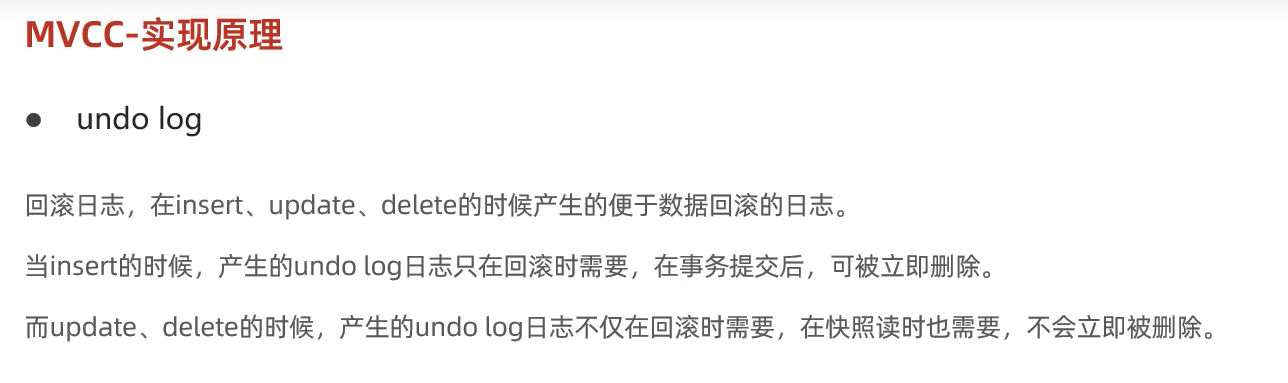 MVCC-实现原理
● undo log
回滚日志，在insert、update、delete的时候产生的便于数据回滚的日志。
当insert的时候，产生的undo log日志只在回滚时需要，在事务提交后，可被立即删除。
而update、delete的时候，产生的undo log日志不仅在回滚时需要，在快照读时也需要，不会立即被删除。